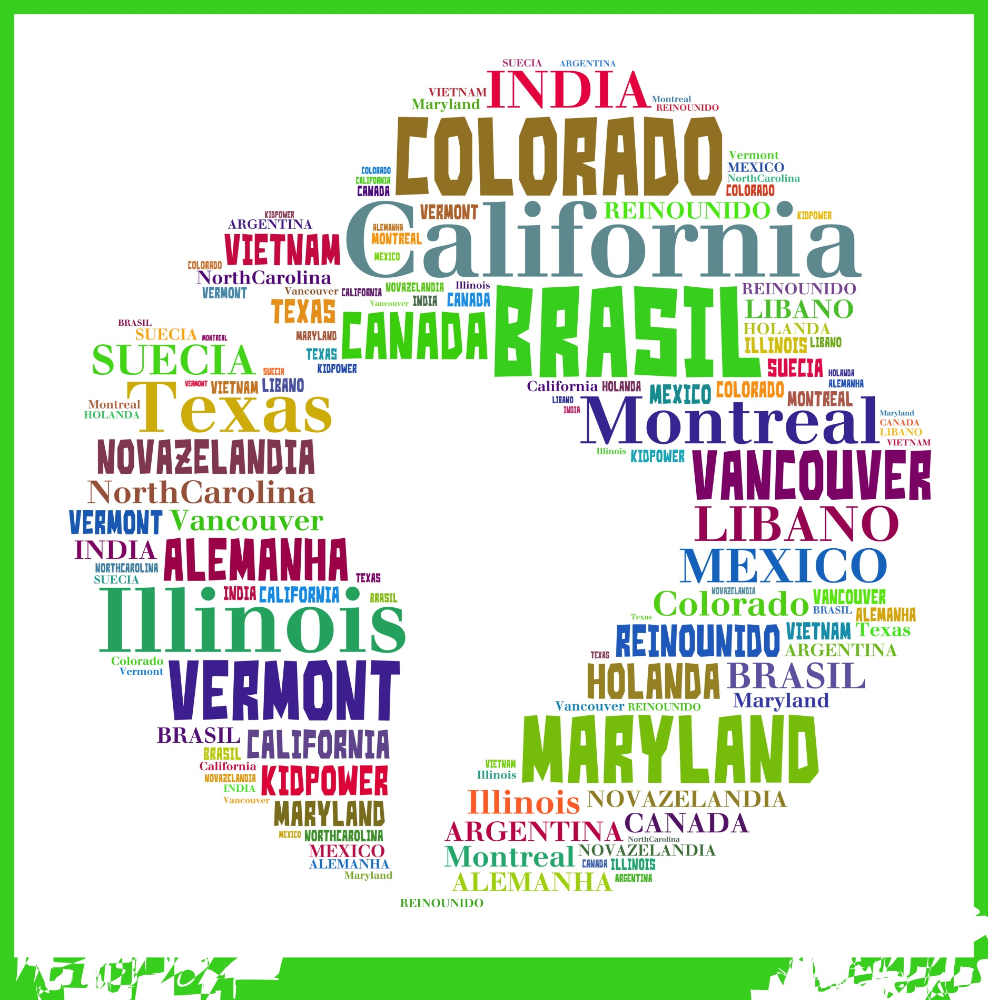 SUECIA ARGENTINA
VIETNAM INDIA Montreal
Maryland REINOUNIDO
COLORADO
Vermont
COLORADO MEXICO
CALIFORNIA NorthCarolina
CANADA COLORADO
KIDPOWER VERMONT REINOUNIDO KIDPOWER
ARGENTINA ALEMANHA California
VIETNAM MONTREAL
COLORADO MEXICO
NorthCarolina
VERMONT Vancouver CALIFORNIA NOVAZELANDIA Illinois BRASIL REINOUNIDO
TEXAS Vancouver INDIA CANADA LIBANO
BRASIL CANADA HOLANDA
SUECIA MONTREAL MARYLAND ILLINOIS LIBANO
SUECIA TEXAS
SUECIA KIDPOWER SUECIA HOLANDA
VERMONT VIETNAM LIBANO California HOLANDA MEXICO COLORADO ALEMANHA
Texas LIBANO MONTREAL
Montreal INDIA Montreal Maryland
HOLANDA CANADA
LIBANO
VIETNAM
NOVAZELANDIA Illinois KIDPOWER VANCOUVER
NorthCarolina
VERMONT Vancouver LIBANO
INDIA ALEMANHA MEXICO
NORTHCAROLINA
SUECIA TEXAS
Illinois INDIA CALIFORNIA BRASIL NOVAZELANDIA VANCOUVER
Colorado BRASIL ALEMANHA
Texas
REINOUNIDO VIETNAM Texas
Colorado TEXAS ARGENTINA
Vermont VERMONT HOLANDA BRASIL
Vancouver REINOUNIDO Maryland
BRASIL CALIFORNIA MARYLAND
BRASIL
California VIETNAM
NOVAZELANDIA KIDPOWER Illinois
INDIA
Vancouver Illinois NOVAZELANDIA
MARYLAND CANADA
MEXICO NORTHCAROLINA ARGENTINA NorthCarolina
MEXICO Montreal NOVAZELANDIA
ALEMANHA CANADA ILLINOIS
Maryland ALEMANHA ARGENTINA
REINOUNIDO